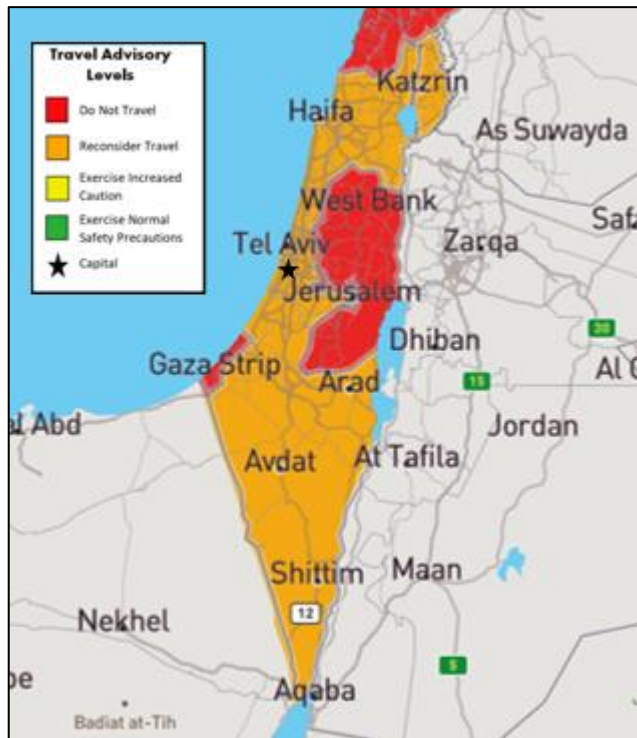 Travel Advisory
Levels
Do Not Travel
Reconsider Travel
Exercise Increased
Caution
Exercise Normal
Safety Precautions
Capital
Katzrin
Haifa
As Suwayda
West Bank
Tel Aviv
Zarqa
Jerusalem
Dhiban
30
Gaza Strip
Arad
15
Abd
Jordan
Avdat
At Tafila
Shittim
Maan
12
Nekhel
5
Aqaba
Badiat at-Tih